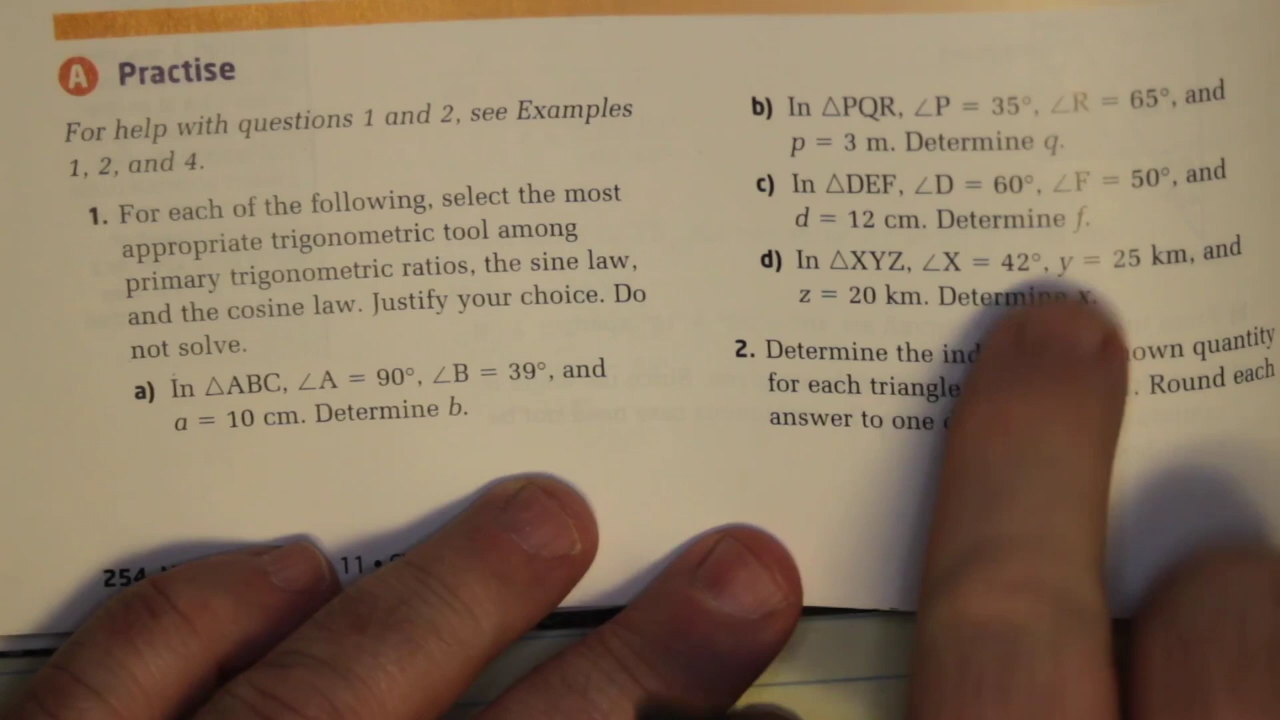 A Practise
For help with questions 1 and 2, see Examples
1, 2, and 4.
1. For each of the following, select the most
appropriate trigonometric tool among
primary trigonometric ratios, the sine law,
and the cosine law. Justify your choice. Do
not solve.
a) In △ABC, ∠A = 90°, ∠B = 39°, and
a = 10 cm. Determine b.
b) In △PQR, ∠P = 35°, ∠R = 65°, and
p = 3 m. Determine q.
c) In △DEF, ∠D = 60°, ∠F = 50°, and
d = 12 cm. Determine f.
d) In △XYZ, ∠X = 42°, y = 25 km, and
z = 20 km. Determine x.
2. Determine the quantity
for each triangle . Round each
answer to one
254 11 •